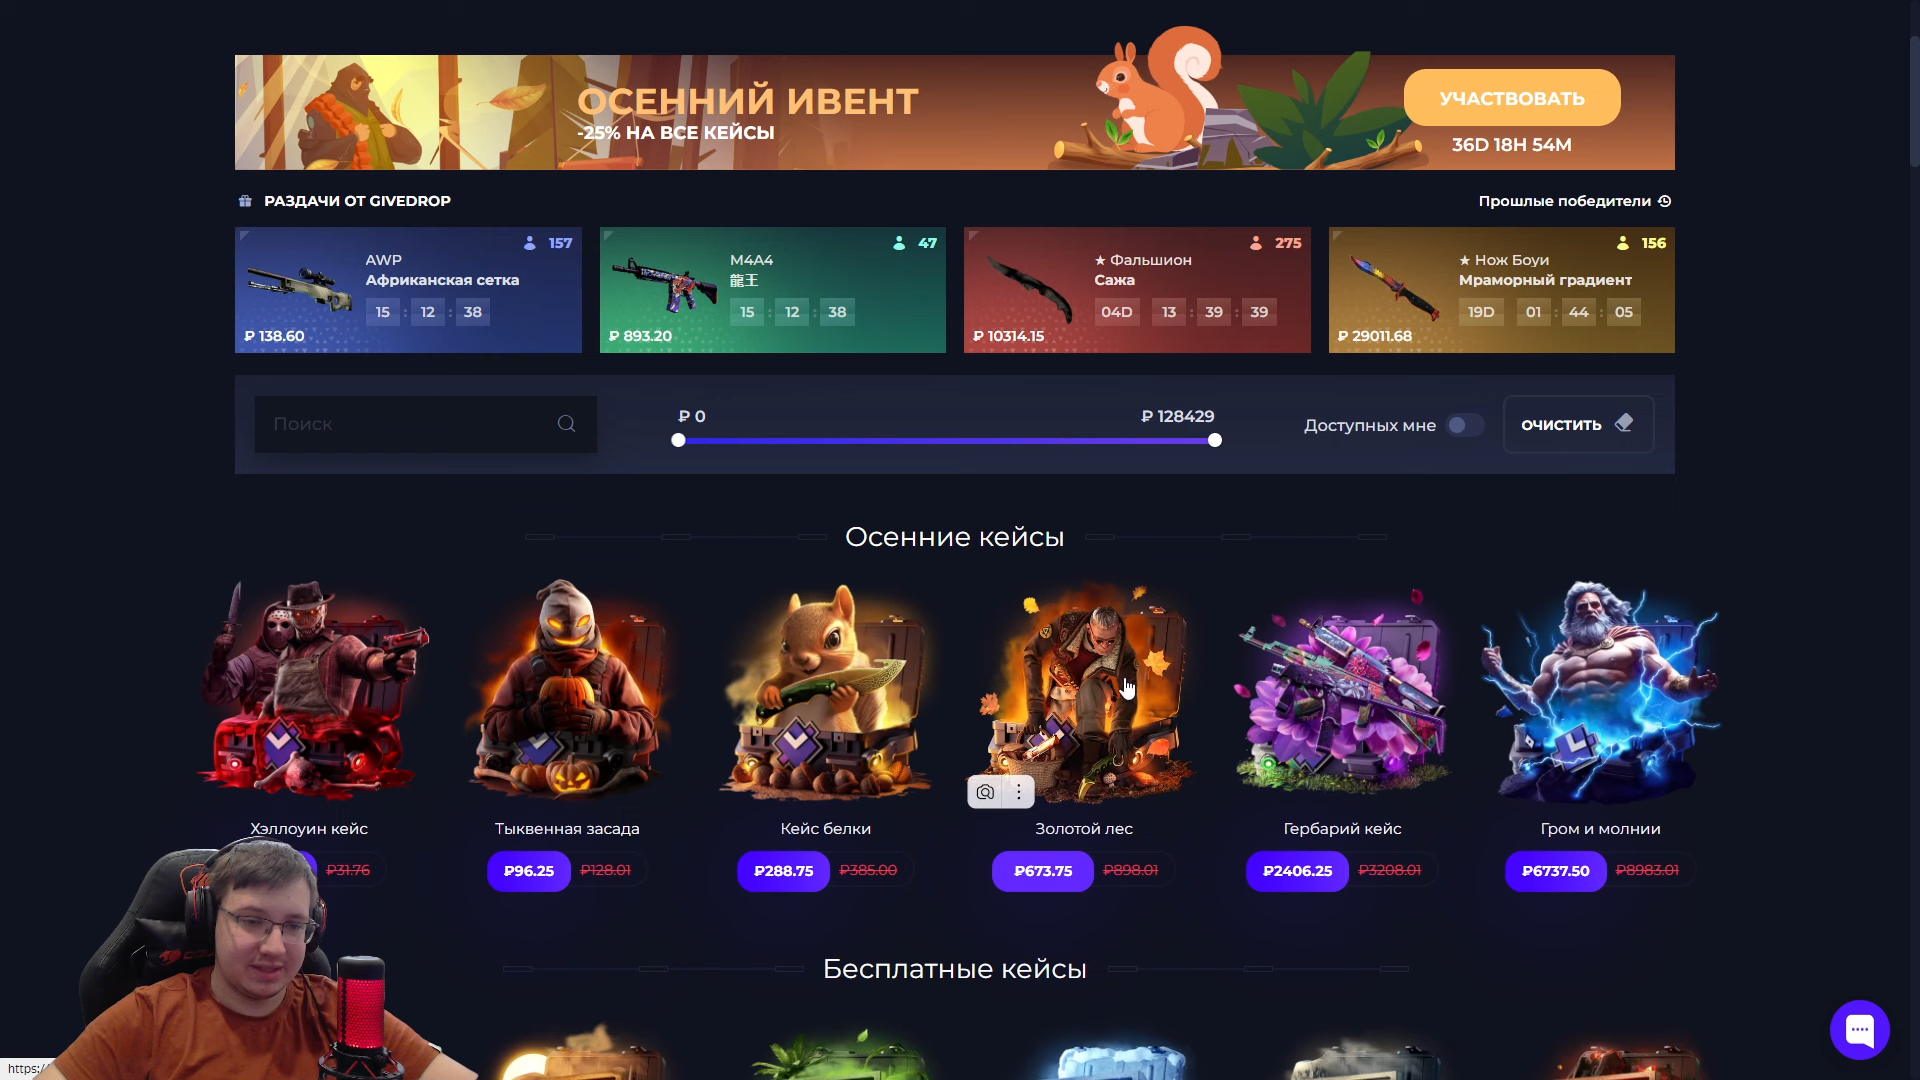 ОСЕННИЙ ИВЕНТ
-25% НА ВСЕ КЕЙСЫ
УЧАСТВОВАТЬ
36D 18H 54M
РАЗДАЧИ ОТ GIVEDROP
Прошлые победители
157
AWP
Африканская сетка
15 : 12 : 38
₽ 138.60
47
M4A4
龍王
15 : 12 : 38
₽ 893.20
275
★ Фальшион
Сажа
04D 13 : 39 : 39
₽ 10314.15
156
★ Нож Боуи
Мраморный градиент
19D 01 : 44 : 05
₽ 29011.68
Поиск
₽ 0
₽ 128429
Доступных мне
ОЧИСТИТЬ
Осенние кейсы
Хэллоуин кейс
₽31.76
Тыквенная засада
₽96.25 ₽128.01
Кейс белки
₽288.75 ₽385.00
Золотой лес
₽673.75 ₽898.01
Гербарий кейс
₽2406.25 ₽3208.01
Гром и молнии
₽6737.50 ₽8983.01
Бесплатные кейсы
https:/